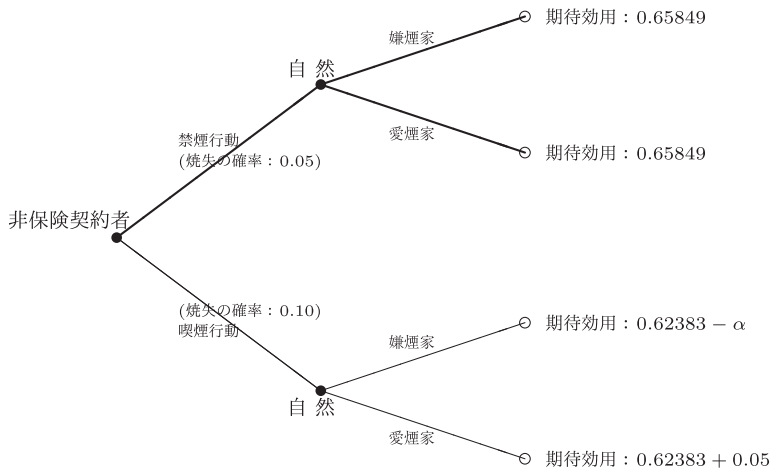 期待効用：0.65849
嫌煙家
自 然
愛煙家
禁煙行動
(焼失の確率：0.05)
期待効用：0.65849
非保険契約者
(焼失の確率：0.10)
喫煙行動
期待効用：0.62383 − α
嫌煙家
自 然
愛煙家
期待効用：0.62383 + 0.05